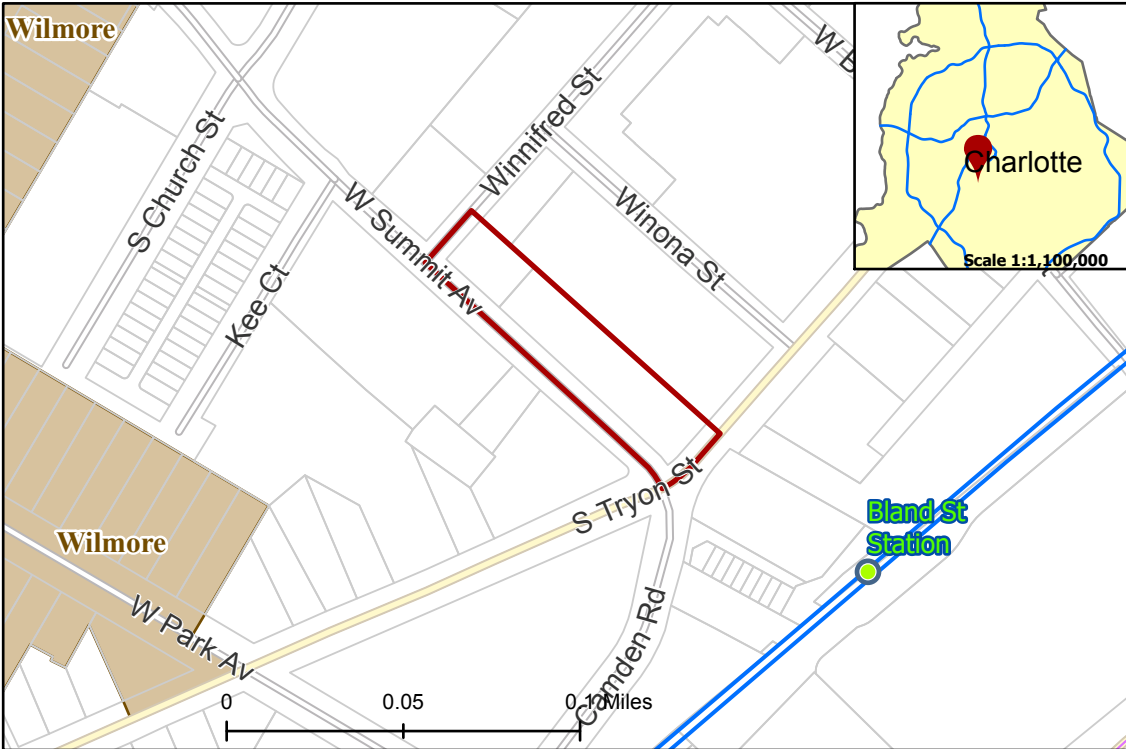 Wilmore
W B
Charlotte
Scale 1:1,100,000
Winnifred St
S Church St
W Summit Av
Winona St
Kee Ct
S Tryon St
Bland St
Station
Wilmore
W Park Av
Camden Rd
0 0.05 0.1 Miles